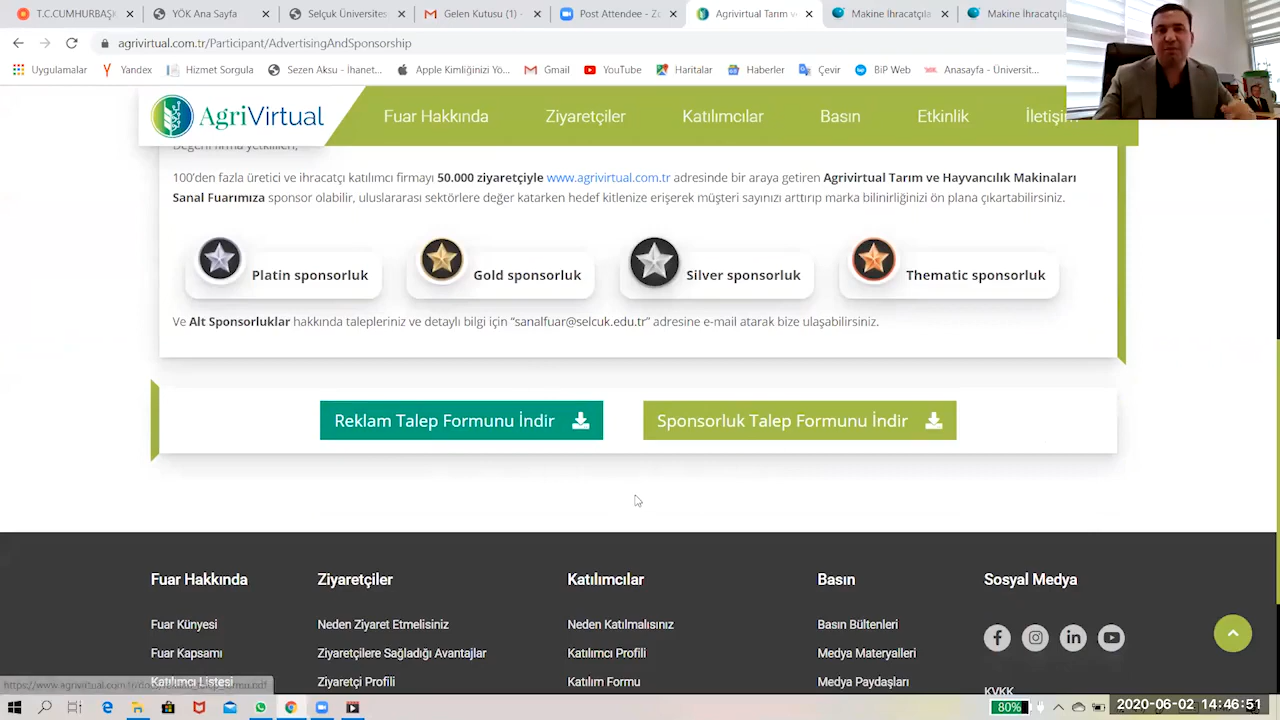 T.C.CUMHURBAŞK
YÖK Ana Sayfa
Selçuk Üniversites
Gelen Kutusu (1) -
Post Attendee - Zo
Agrivirtual Tarım ve
Makine İhracatçıla
Makine İhracatçıla
agrivirtual.com.tr/Participant/AdvertisingAndSponsorship
Uygulamalar
Yandex
Hizmet Sorgula
Sezen Aksu - İhanet...
Apple Kimliğinizi Yö...
Gmail
YouTube
Haritalar
Haberler
Çevir
BiP Web
Anasayfa - Üniversit...
AgriVirtual
Fuar Hakkında
Ziyaretçiler
Katılımcılar
Basın
Etkinlik
İletişim
Değerli firma yetkilileri,
100'den fazla üretici ve ihracatçı katılımcı firmayı 50.000 ziyaretçiyle www.agrivirtual.com.tr adresinde bir araya getiren Agrivirtual Tarım ve Hayvancılık Makinaları
Sanal Fuarımıza sponsor olabilir, uluslararası sektörlere değer katarken hedef kitlenize erişerek müşteri sayınızı arttırıp marka bilinirliğinizi ön plana çıkartabilirsiniz.
Platin sponsorluk
Gold sponsorluk
Silver sponsorluk
Thematic sponsorluk
Ve Alt Sponsorluklar hakkında talepleriniz ve detaylı bilgi için "sanalfuar@selcuk.edu.tr" adresine e-mail atarak bize ulaşabilirsiniz.
Reklam Talep Formunu İndir
Sponsorluk Talep Formunu İndir
Fuar Hakkında
Ziyaretçiler
Katılımcılar
Basın
Sosyal Medya
Fuar Künyesi
Neden Ziyaret Etmelisiniz
Neden Katılmalısınız
Basın Bültenleri
Fuar Kapsamı
Ziyaretçilere Sağladığı Avantajlar
Katılımcı Profili
Medya Materyalleri
Katılımcı Listesi
Ziyaretçi Profili
Katılım Formu
Medya Paydaşları
KVKK
80%
2020-06-02 14:46:51